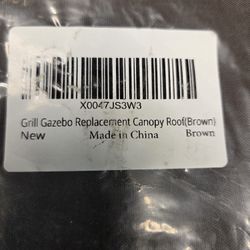 X0047JS3W3
Grill Gazebo Replacement Canopy Roof(Brown)
New Made in China Brown